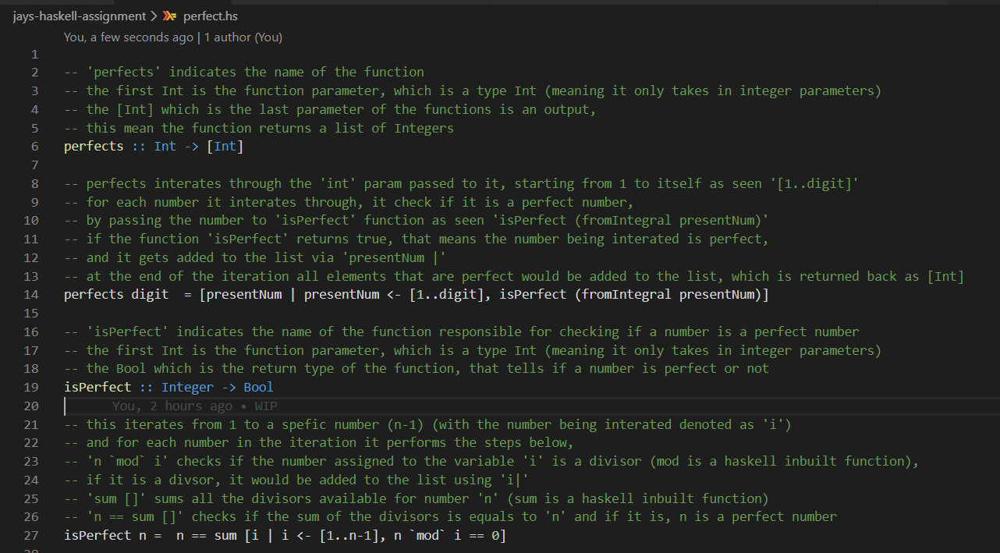 jays-haskell-assignment > perfect.hs
You, a few seconds ago | 1 author (You)
1
2 -- 'perfects' indicates the name of the function
3 -- the first Int is the function parameter, which is a type Int (meaning it only takes in integer parameters)
4 -- the [Int] which is the last parameter of the functions is an output,
5 -- this mean the function returns a list of Integers
6 perfects :: Int -> [Int]
7
8 -- perfects interates through the 'int' param passed to it, starting from 1 to itself as seen '[1..digit]'
9 -- for each number it interates through, it check if it is a perfect number,
10 -- by passing the number to 'isPerfect' function as seen 'isPerfect (fromIntegral presentNum)'
11 -- if the function 'isPerfect' returns true, that means the number being interated is perfect,
12 -- and it gets added to the list via 'presentNum |'
13 -- at the end of the iteration all elements that are perfect would be added to the list, which is returned back as [Int]
14 perfects digit  = [presentNum | presentNum <- [1..digit], isPerfect (fromIntegral presentNum)]
15
16 -- 'isPerfect' indicates the name of the function responsible for checking if a number is a perfect number
17 -- the first Int is the function parameter, which is a type Int (meaning it only takes in integer parameters)
18 -- the Bool which is the return type of the function, that tells if a number is perfect or not
19 isPerfect :: Integer -> Bool
20 You, 2 hours ago • WIP
21 -- this iterates from 1 to a spefic number (n-1) (with the number being interated denoted as 'i')
22 -- and for each number in the iteration it performs the steps below,
23 -- 'n `mod` i' checks if the number assigned to the variable 'i' is a divisor (mod is a haskell inbuilt function),
24 -- if it is a divsor, it would be added to the list using 'i|'
25 -- 'sum []' sums all the divisors available for number 'n' (sum is a haskell inbuilt function)
26 -- 'n == sum []' checks if the sum of the divisors is equals to 'n' and if it is, n is a perfect number
27 isPerfect n =  n == sum [i | i <- [1..n-1], n `mod` i == 0]
28